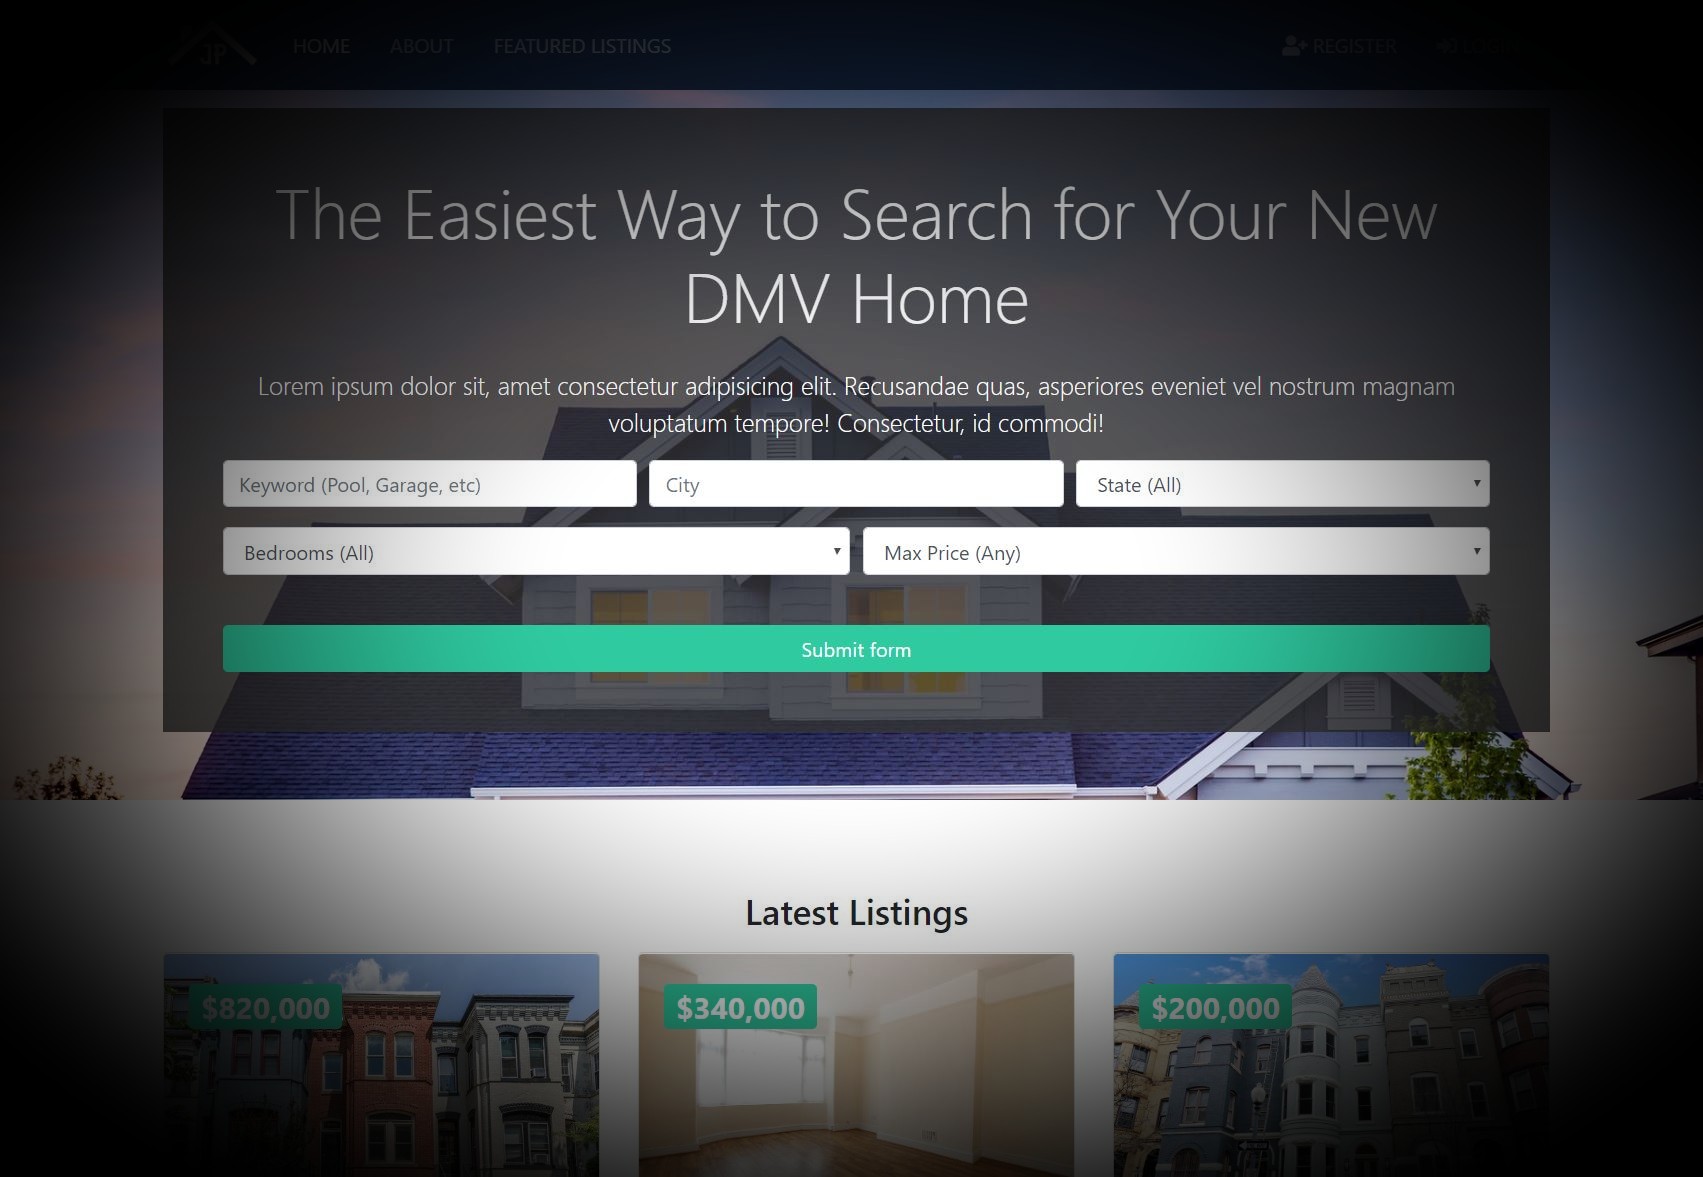 JP
HOME ABOUT FEATURED LISTINGS REGISTER
The Easiest Way to Search for Your New
DMV Home
Lorem ipsum dolor sit, amet consectetur adipisicing elit. Recusandae quas, asperiores eveniet vel nostrum magnam
voluptatum tempore! Consectetur, id commodi!
Keyword (Pool, Garage, etc) City State (All)
Bedrooms (All) Max Price (Any)
Submit form
Latest Listings
$820,000 $340,000 $200,000